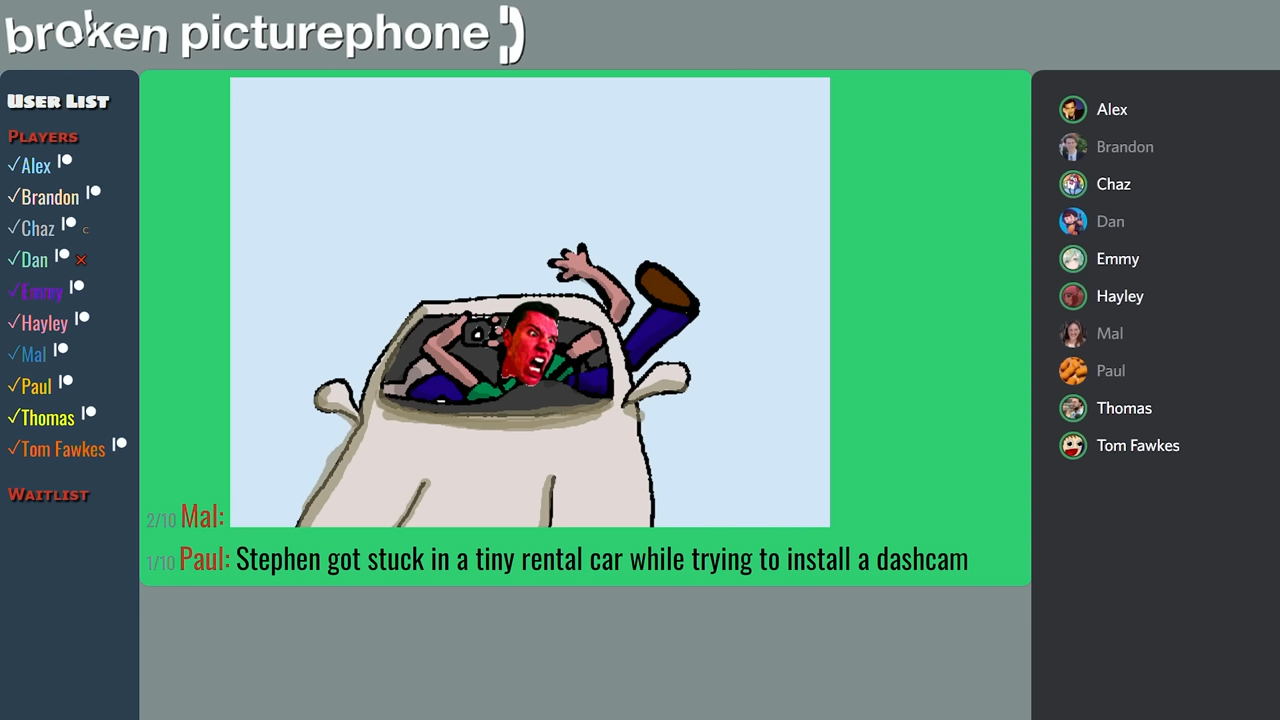 broken picturephone
User List
Players
✓Alex
✓Brandon
✓Chaz c
✓Dan
✓Emmy
✓Hayley
✓Mal
✓Paul
✓Thomas
✓Tom Fawkes
Waitlist
2/10 Mal:
1/10 Paul: Stephen got stuck in a tiny rental car while trying to install a dashcam
Alex
Brandon
Chaz
Dan
Emmy
Hayley
Mal
Paul
Thomas
Tom Fawkes